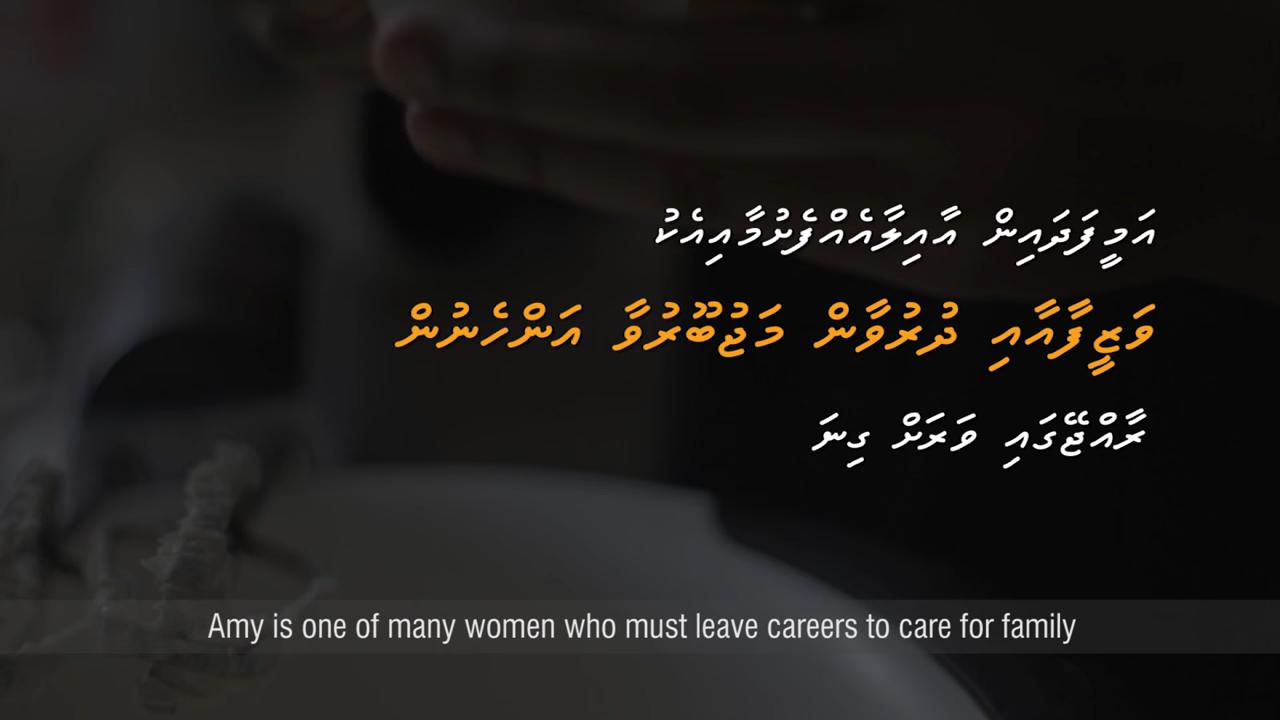 އަމީފަދައިން އާއިލާއެއްފެށުމާއިއެކު
ވަޒީފާއާއި ދުރުވާން މަޖުބޫރުވާ އަންހެނުން
ރާއްޖޭގައި ވަރަށް ގިނަ
Amy is one of many women who must leave careers to care for family